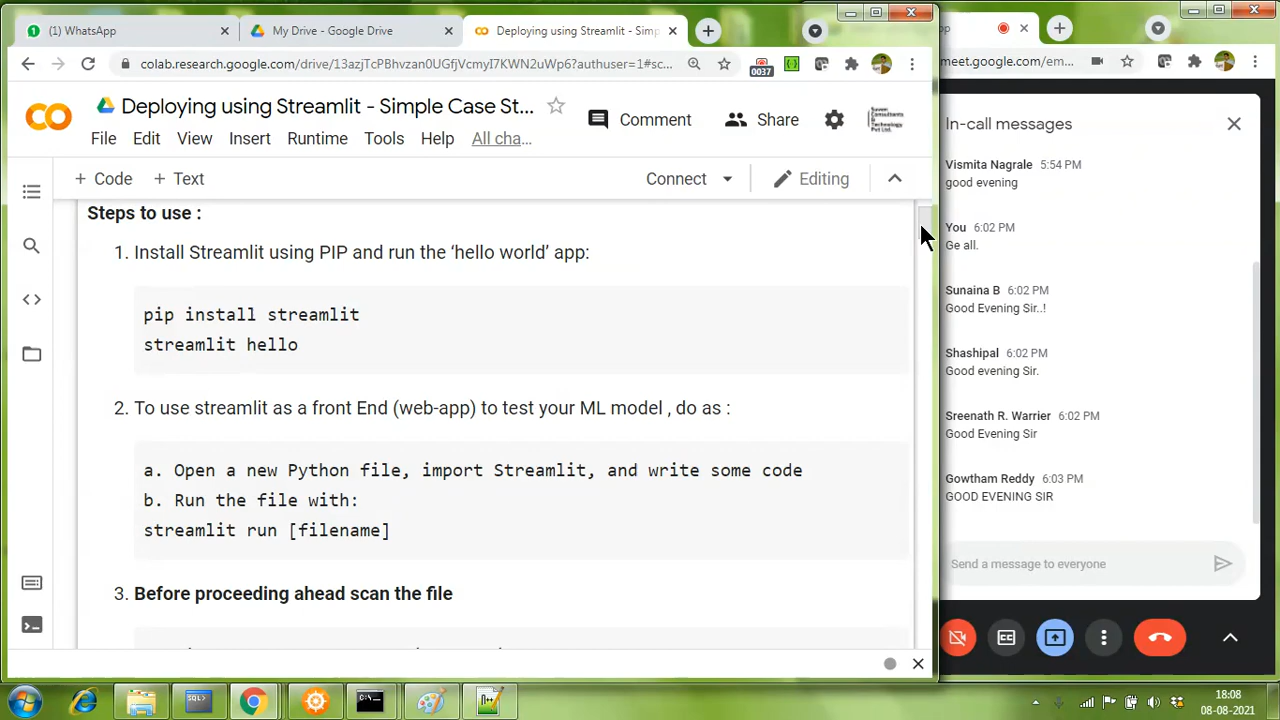 (1) WhatsApp
My Drive - Google Drive
Deploying using Streamlit - Simp
colab.research.google.com/drive/13azjTcPBhvzan0UGfjVcmyI7KWN2uWp6?authuser=1#sc
0037
Deploying using Streamlit - Simple Case St...
File Edit View Insert Runtime Tools Help All cha...
Comment
Share
+ Code + Text
Connect
Editing
Steps to use :
1. Install Streamlit using PIP and run the ‘hello world’ app:
pip install streamlit
streamlit hello
2. To use streamlit as a front End (web-app) to test your ML model , do as :
a. Open a new Python file, import Streamlit, and write some code
b. Run the file with:
streamlit run [filename]
3. Before proceeding ahead scan the file
meet.google.com/em...
In-call messages
Vismita Nagrale 5:54 PM
good evening
You 6:02 PM
Ge all.
Sunaina B 6:02 PM
Good Evening Sir..!
Shashipal 6:02 PM
Good evening Sir.
Sreenath R. Warrier 6:02 PM
Good Evening Sir
Gowtham Reddy 6:03 PM
GOOD EVENING SIR
Send a message to everyone
18:08
08-08-2021